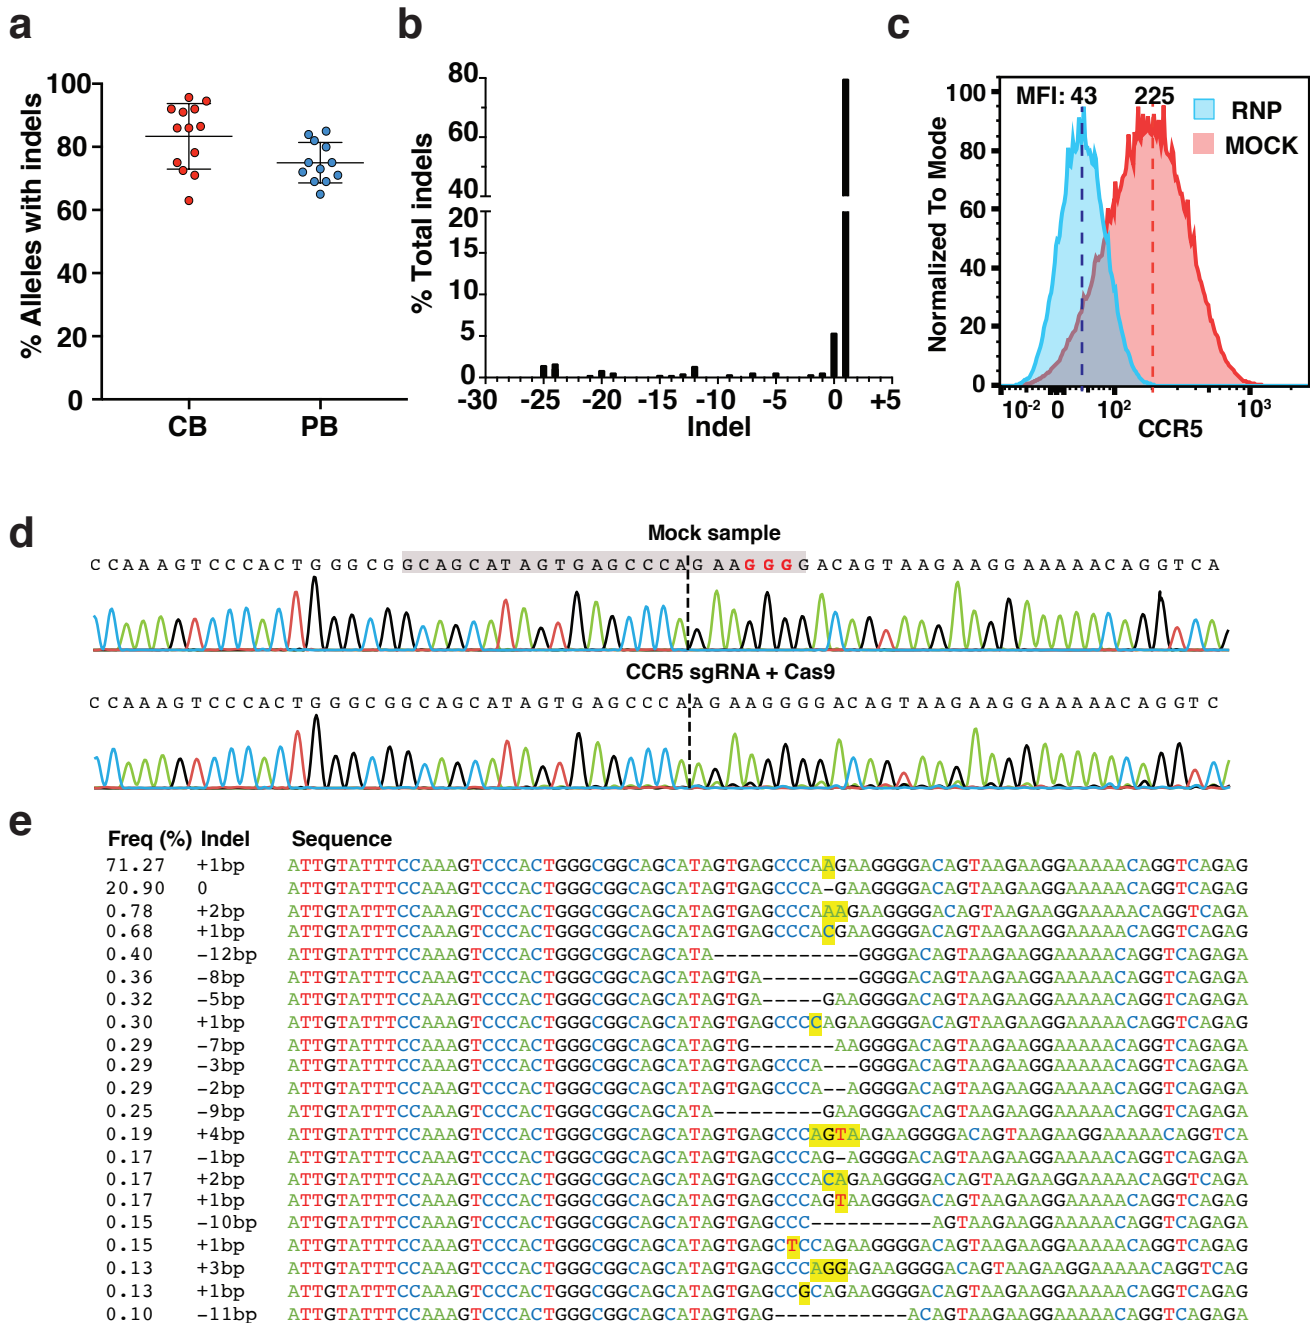 a
% Alleles with indels
100
80
60
40
20
0
CB PB
b
% Total indels
80
60
40
20
15
10
5
0
-30 -25 -20 -15 -10 -5 0 +5
Indel
c
Normalized To Mode
100
80
60
40
20
0
MFI: 43 225
RNP
MOCK
10-2 0 102 103
CCR5
d
Mock sample
CCAAAGTCCCACTGGGCGGCAGCATAGTGAGCCCAGAAGGGGACAGTAAGAAGGAAAAACAGGTCA
CCR5 sgRNA + Cas9
CCAAAGTCCCACTGGGCGGCAGCATAGTGAGCCCAAGAAGGGGACAGTAAGAAGGAAAAACAGGTC
e
Freq (%) Indel Sequence
71.27 +1bp ATTGTATTTCCAAAGTCCCACTGGGCGGCAGCATAGTGAGCCCAAGAAGGGGACAGTAAGAAGGAAAAACAGGTCAGAG
20.90 0 ATTGTATTTCCAAAGTCCCACTGGGCGGCAGCATAGTGAGCCCA-GAAGGGGACAGTAAGAAGGAAAAACAGGTCAGAG
0.78 +2bp ATTGTATTTCCAAAGTCCCACTGGGCGGCAGCATAGTGAGCCCAAAGAAGGGGACAGTAAGAAGGAAAAACAGGTCAGA
0.68 +1bp ATTGTATTTCCAAAGTCCCACTGGGCGGCAGCATAGTGAGCCCACGAAGGGGACAGTAAGAAGGAAAAACAGGTCAGAG
0.40 -12bp ATTGTATTTCCAAAGTCCCACTGGGCGGCAGCATA------------GGGGACAGTAAGAAGGAAAAACAGGTCAGAGA
0.36 -8bp ATTGTATTTCCAAAGTCCCACTGGGCGGCAGCATAGTGA--------GGGGACAGTAAGAAGGAAAAACAGGTCAGAGA
0.32 -5bp ATTGTATTTCCAAAGTCCCACTGGGCGGCAGCATAGTGA-----GAAGGGGACAGTAAGAAGGAAAAACAGGTCAGAGA
0.30 +1bp ATTGTATTTCCAAAGTCCCACTGGGCGGCAGCATAGTGAGCCCCAGAAGGGGACAGTAAGAAGGAAAAACAGGTCAGAG
0.29 -7bp ATTGTATTTCCAAAGTCCCACTGGGCGGCAGCATAGTG-------AAGGGGACAGTAAGAAGGAAAAACAGGTCAGAGA
0.29 -3bp ATTGTATTTCCAAAGTCCCACTGGGCGGCAGCATAGTGAGCCCA---GGGGACAGTAAGAAGGAAAAACAGGTCAGAGA
0.29 -2bp ATTGTATTTCCAAAGTCCCACTGGGCGGCAGCATAGTGAGCCCA--AGGGGACAGTAAGAAGGAAAAACAGGTCAGAGA
0.25 -9bp ATTGTATTTCCAAAGTCCCACTGGGCGGCAGCATA---------GAAGGGGACAGTAAGAAGGAAAAACAGGTCAGAGA
0.19 +4bp ATTGTATTTCCAAAGTCCCACTGGGCGGCAGCATAGTGAGCCCAGTAAGAAGGGGACAGTAAGAAGGAAAAACAGGTCA
0.17 -1bp ATTGTATTTCCAAAGTCCCACTGGGCGGCAGCATAGTGAGCCCAG-AGGGGACAGTAAGAAGGAAAAACAGGTCAGAGA
0.17 +2bp ATTGTATTTCCAAAGTCCCACTGGGCGGCAGCATAGTGAGCCCACAGAAGGGGACAGTAAGAAGGAAAAACAGGTCAGA
0.17 +1bp ATTGTATTTCCAAAGTCCCACTGGGCGGCAGCATAGTGAGCCCAGTAAGGGGACAGTAAGAAGGAAAAACAGGTCAGAG
0.15 -10bp ATTGTATTTCCAAAGTCCCACTGGGCGGCAGCATAGTGAGCCC----------AGTAAGAAGGAAAAACAGGTCAGAGA
0.15 +1bp ATTGTATTTCCAAAGTCCCACTGGGCGGCAGCATAGTGAGCTCCAGAAGGGGACAGTAAGAAGGAAAAACAGGTCAGAG
0.13 +3bp ATTGTATTTCCAAAGTCCCACTGGGCGGCAGCATAGTGAGCCCAGGAGAAGGGGACAGTAAGAAGGAAAAACAGGTCAG
0.13 +1bp ATTGTATTTCCAAAGTCCCACTGGGCGGCAGCATAGTGAGCCGCAGAAGGGGACAGTAAGAAGGAAAAACAGGTCAGAG
0.10 -11bp ATTGTATTTCCAAAGTCCCACTGGGCGGCAGCATAGTGAG-----------ACAGTAAGAAGGAAAAACAGGTCAGAGA